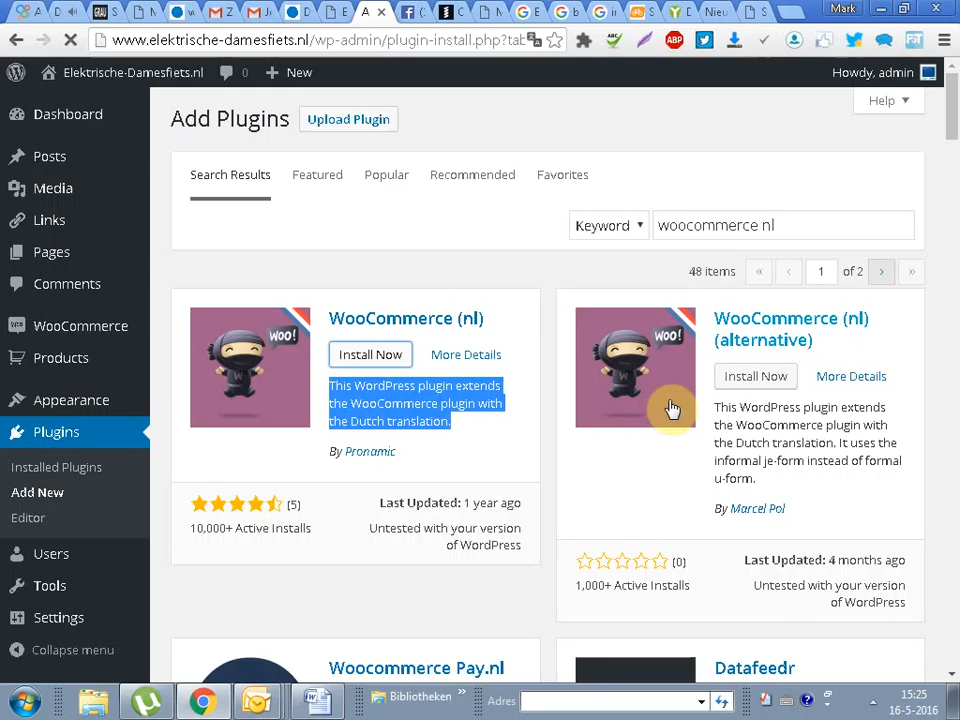 A
D
S
M
Z
J
D
E
A
(
C
N
E
b
in
S
D
Nieu
S
Mark
www.elektrische-damesfiets.nl/wp-admin/plugin-install.php?tab
ABP
Elektrische-Damesfiets.nl 0 New
Howdy, admin
Dashboard
Posts
Media
Links
Pages
Comments
WooCommerce
Products
Appearance
Plugins
Installed Plugins
Add New
Editor
Users
Tools
Settings
Collapse menu
Help ▼
Add Plugins Upload Plugin
Search Results Featured Popular Recommended Favorites
Keyword ▼ woocommerce nl
48 items « ‹ 1 of 2 › »
WOO!
WooCommerce (nl)
Install Now More Details
This WordPress plugin extends
the WooCommerce plugin with
the Dutch translation.
By Pronamic
(5)
10,000+ Active Installs
Last Updated: 1 year ago
Untested with your version
of WordPress
WOO!
WooCommerce (nl)
(alternative)
Install Now More Details
This WordPress plugin extends
the WooCommerce plugin with
the Dutch translation. It uses the
informal je-form instead of formal
u-form.
By Marcel Pol
(0)
1,000+ Active Installs
Last Updated: 4 months ago
Untested with your version
of WordPress
Woocommerce Pay.nl
Datafeedr
Bibliotheken »
Adres
15:25
16-5-2016